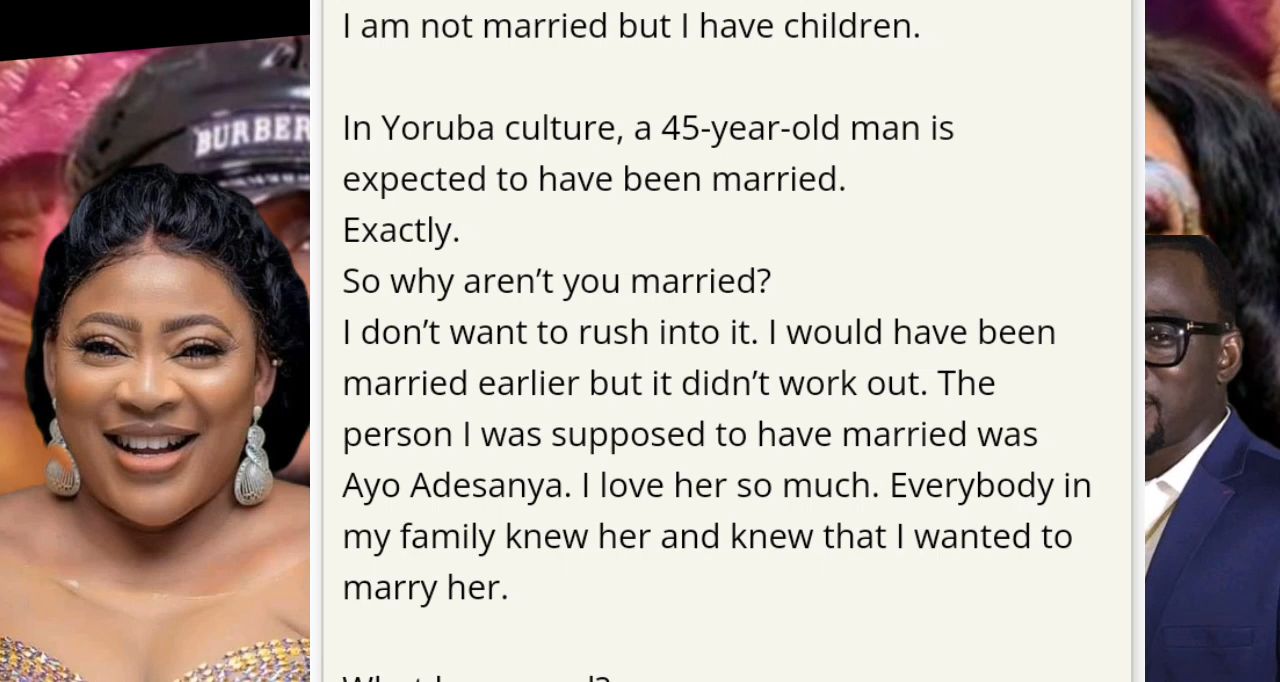 BURBER
I am not married but I have children.
In Yoruba culture, a 45-year-old man is
expected to have been married.
Exactly.
So why aren’t you married?
I don’t want to rush into it. I would have been
married earlier but it didn’t work out. The
person I was supposed to have married was
Ayo Adesanya. I love her so much. Everybody in
my family knew her and knew that I wanted to
marry her.